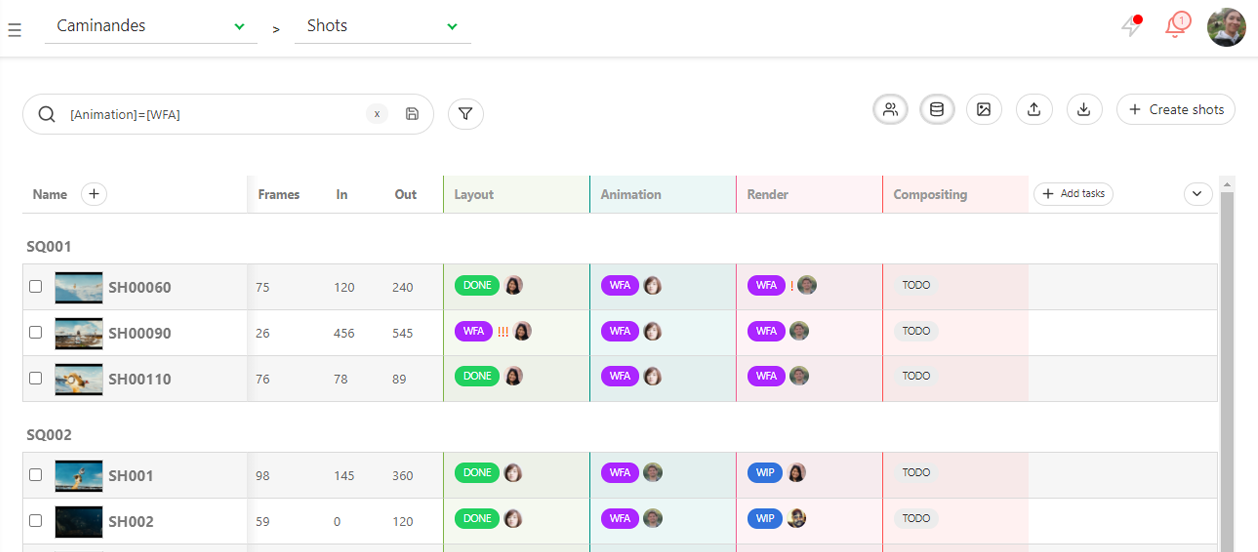 Caminandes > Shots
1
[Animation]=[WFA] x
+ Create shots
Name + Frames In Out Layout Animation Render Compositing + Add tasks
SQ001
SH00060 75 120 240 DONE WFA WFA ! TODO
SH00090 26 456 545 WFA !!! WFA WFA TODO
SH00110 76 78 89 DONE WFA WFA TODO
SQ002
SH001 98 145 360 DONE WFA WIP TODO
SH002 59 0 120 DONE WFA WIP TODO